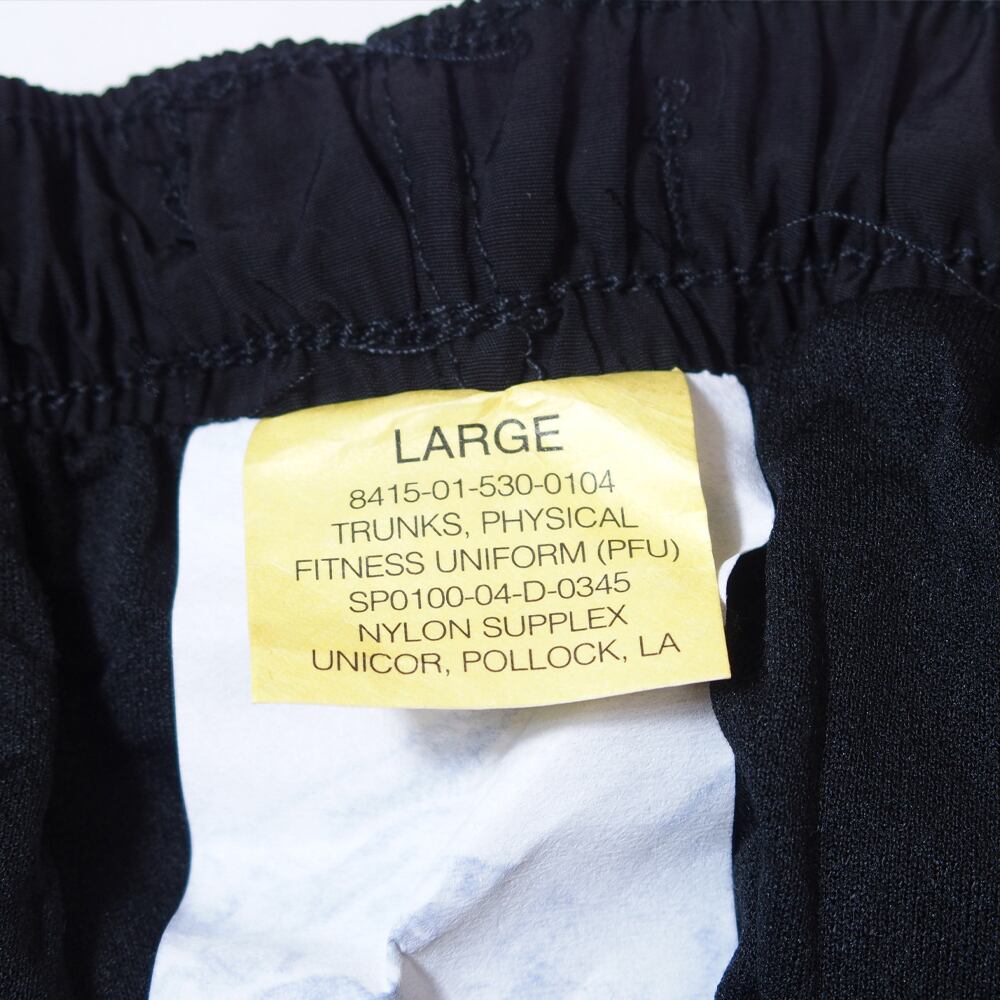 LARGE
8415-01-530-0104
TRUNKS, PHYSICAL
FITNESS UNIFORM (PFU)
SP0100-04-D-0345
NYLON SUPPLEX
UNICOR, POLLOCK, LA